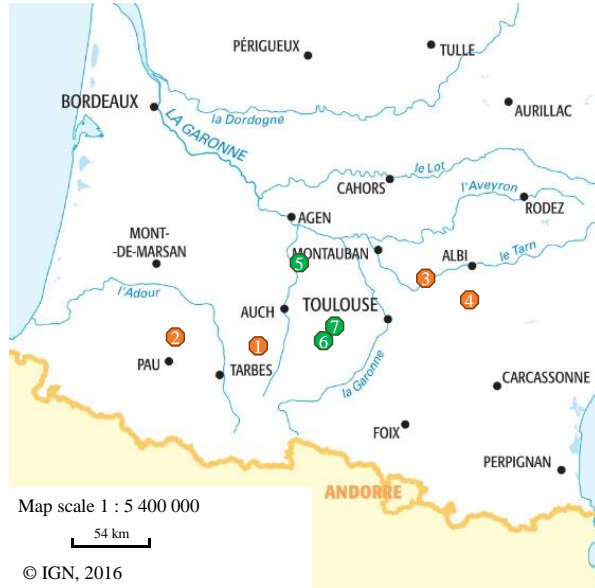 PÉRIGUEUX
TULLE
BORDEAUX
AURILLAC
la Dordogne
LA GARONNE
le Lot
CAHORS
l'Aveyron
RODEZ
AGEN
MONT-
-DE-MARSAN
MONTAUBAN
ALBI
le Tarn
5
3
l'Adour
4
AUCH
TOULOUSE
7
2
6
1
PAU
TARBES
la Garonne
CARCASSONNE
FOIX
PERPIGNAN
ANDORRE
Map scale 1 : 5 400 000
54 km
© IGN, 2016